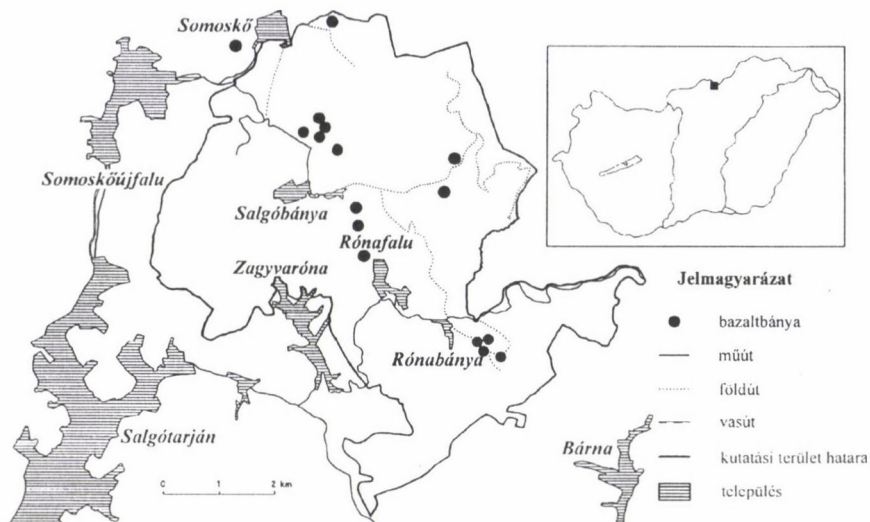 Somoskő
Somoskőújfalu
Salgóbánya
Rónafalu
Zagyvaróna
Rónabánya
Salgótarján
Bárna
0 1 2 km
Jelmagyarázat
bazaltbánya
műút
földút
vasút
kutatási terület hatara
település